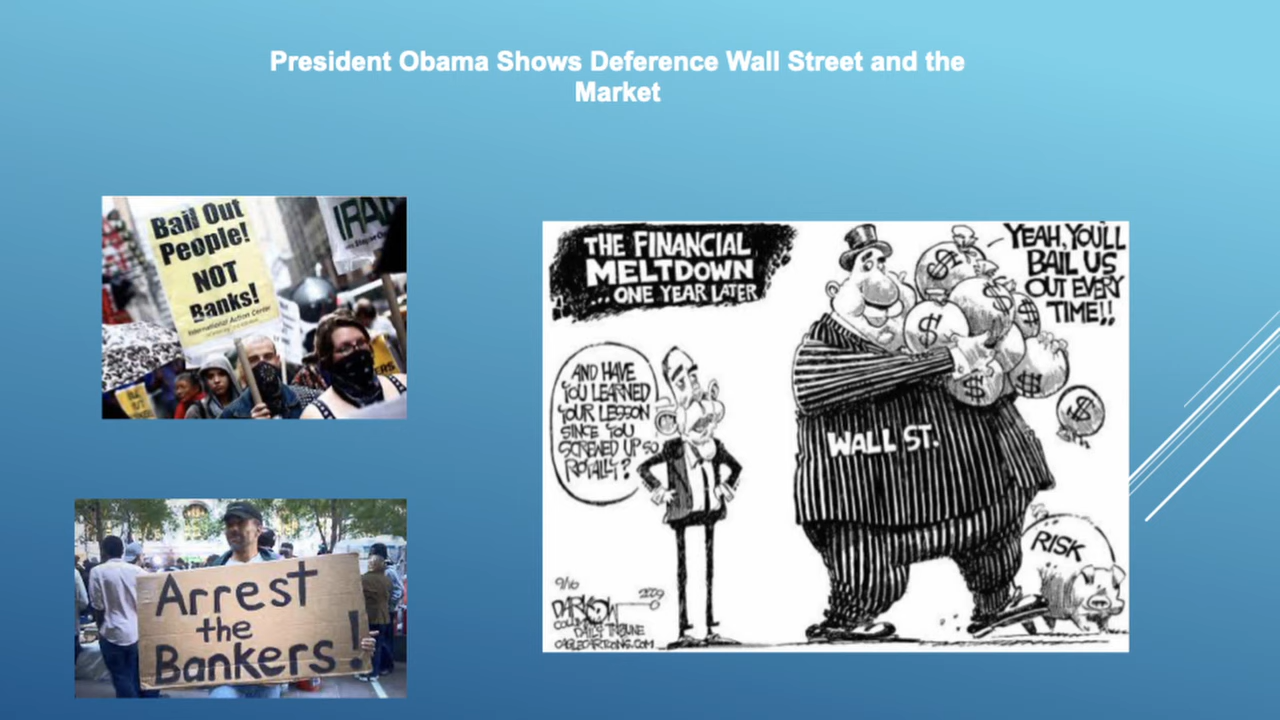 President Obama Shows Deference Wall Street and the
Market
Bail Out
People!
NOT
Banks!
International Action Center
Arrest
the
Bankers!
THE FINANCIAL
MELTDOWN
...ONE YEAR LATER
YEAH, YOU'LL
BAIL US
OUT EVERY
TIME!!
AND HAVE
YOU LEARNED
YOUR LESSON
SINCE YOU
SCREWED UP SO
ROYALLY?
WALL ST.
$
$
$
$
$
$
$
RISK
9/16
2009
DARKOW
DAILY TRIBUNE
CAGLECARTOONS.COM